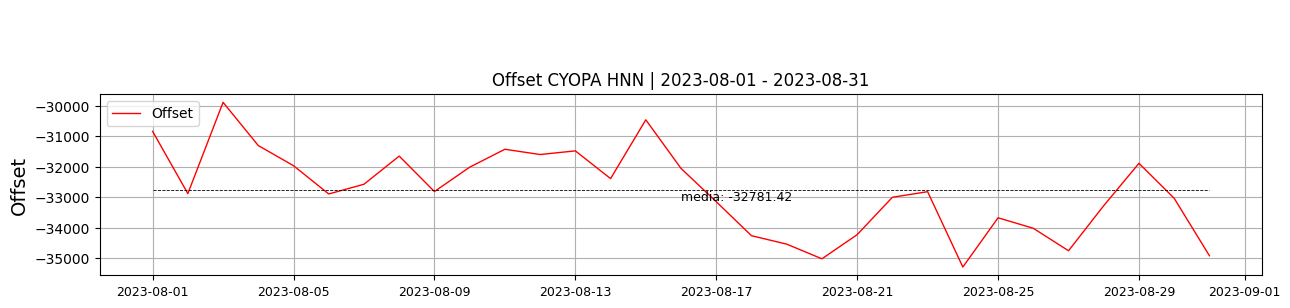 Offset CYOPA HNN | 2023-08-01 - 2023-08-31
Offset
−30000
−31000
−32000
−33000
−34000
−35000
Offset
media: -32781.42
2023-08-01 2023-08-05 2023-08-09 2023-08-13 2023-08-17 2023-08-21 2023-08-25 2023-08-29 2023-09-01